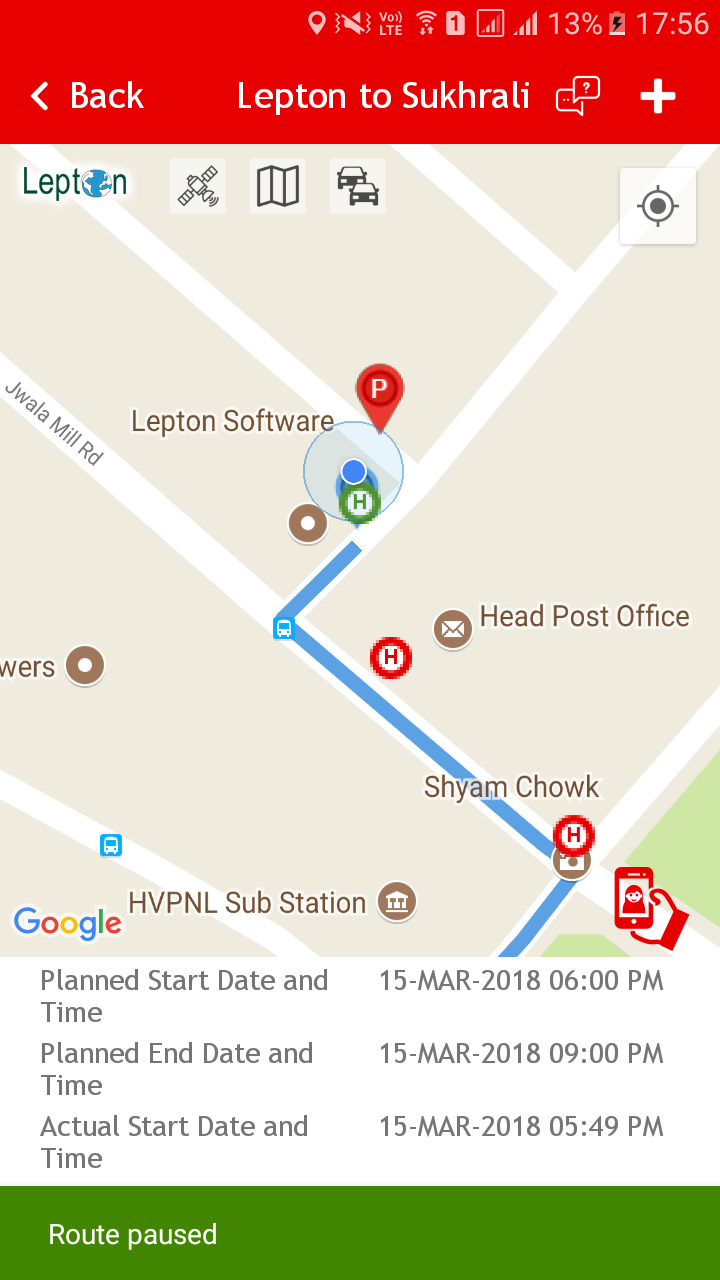 Vo))
LTE
1
13%
17:56
Back
Lepton to Sukhrali
?
Lepton
P
Lepton Software
Jwala Mill Rd
H
Head Post Office
H
wers
Shyam Chowk
H
HVPNL Sub Station
Google
Planned Start Date and
Time
15-MAR-2018 06:00 PM
Planned End Date and
Time
15-MAR-2018 09:00 PM
Actual Start Date and
Time
15-MAR-2018 05:49 PM
Route paused